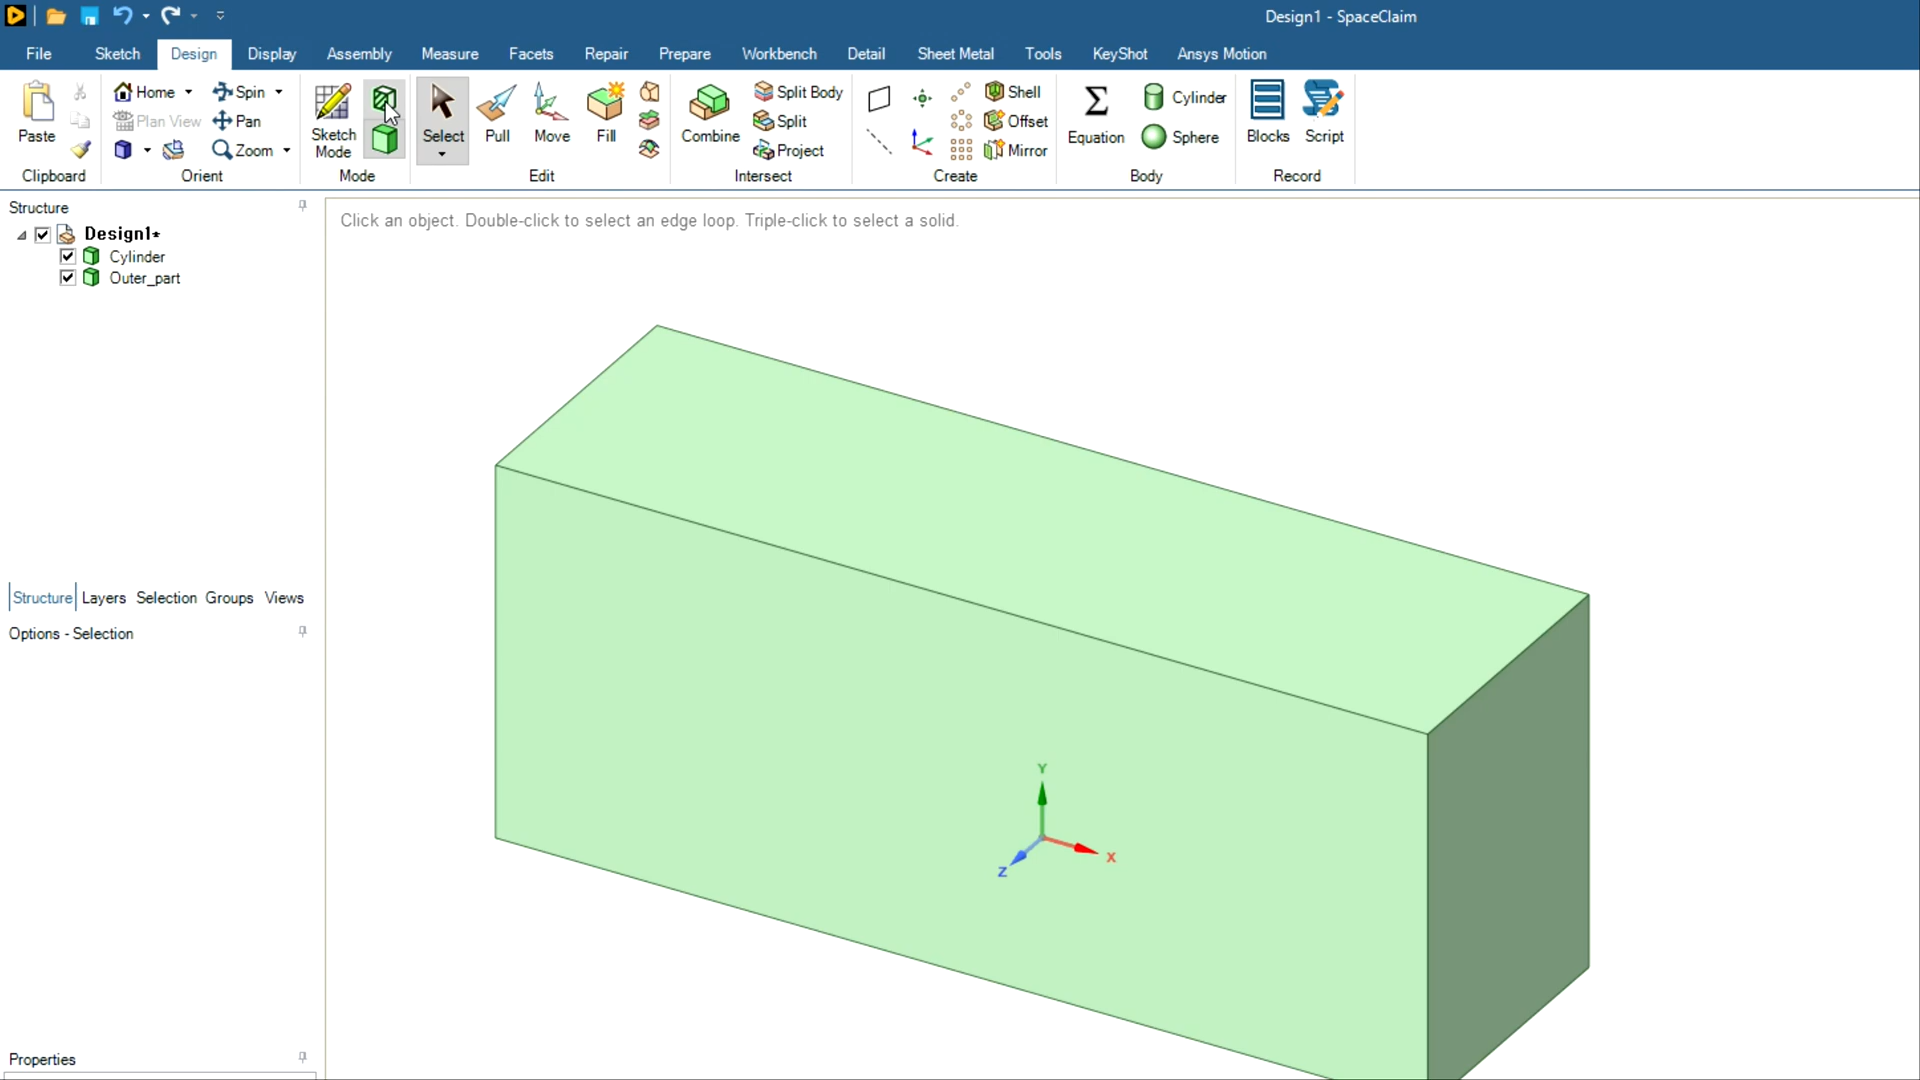 Design1 - SpaceClaim
File Sketch Design Display Assembly Measure Facets Repair Prepare Workbench Detail Sheet Metal Tools KeyShot Ansys Motion
Paste
Home
Plan View
Spin
Pan
Zoom
Sketch
Mode
Select
Pull
Move
Fill
Combine
Split Body
Split
Project
Shell
Offset
Mirror
Σ
Equation
Cylinder
Sphere
Blocks
Script
Clipboard Orient Mode Edit Intersect Create Body Record
Structure
Click an object. Double-click to select an edge loop. Triple-click to select a solid.
Design1*
Cylinder
Outer_part
Structure Layers Selection Groups Views
Options - Selection
Y
X
Z
Properties